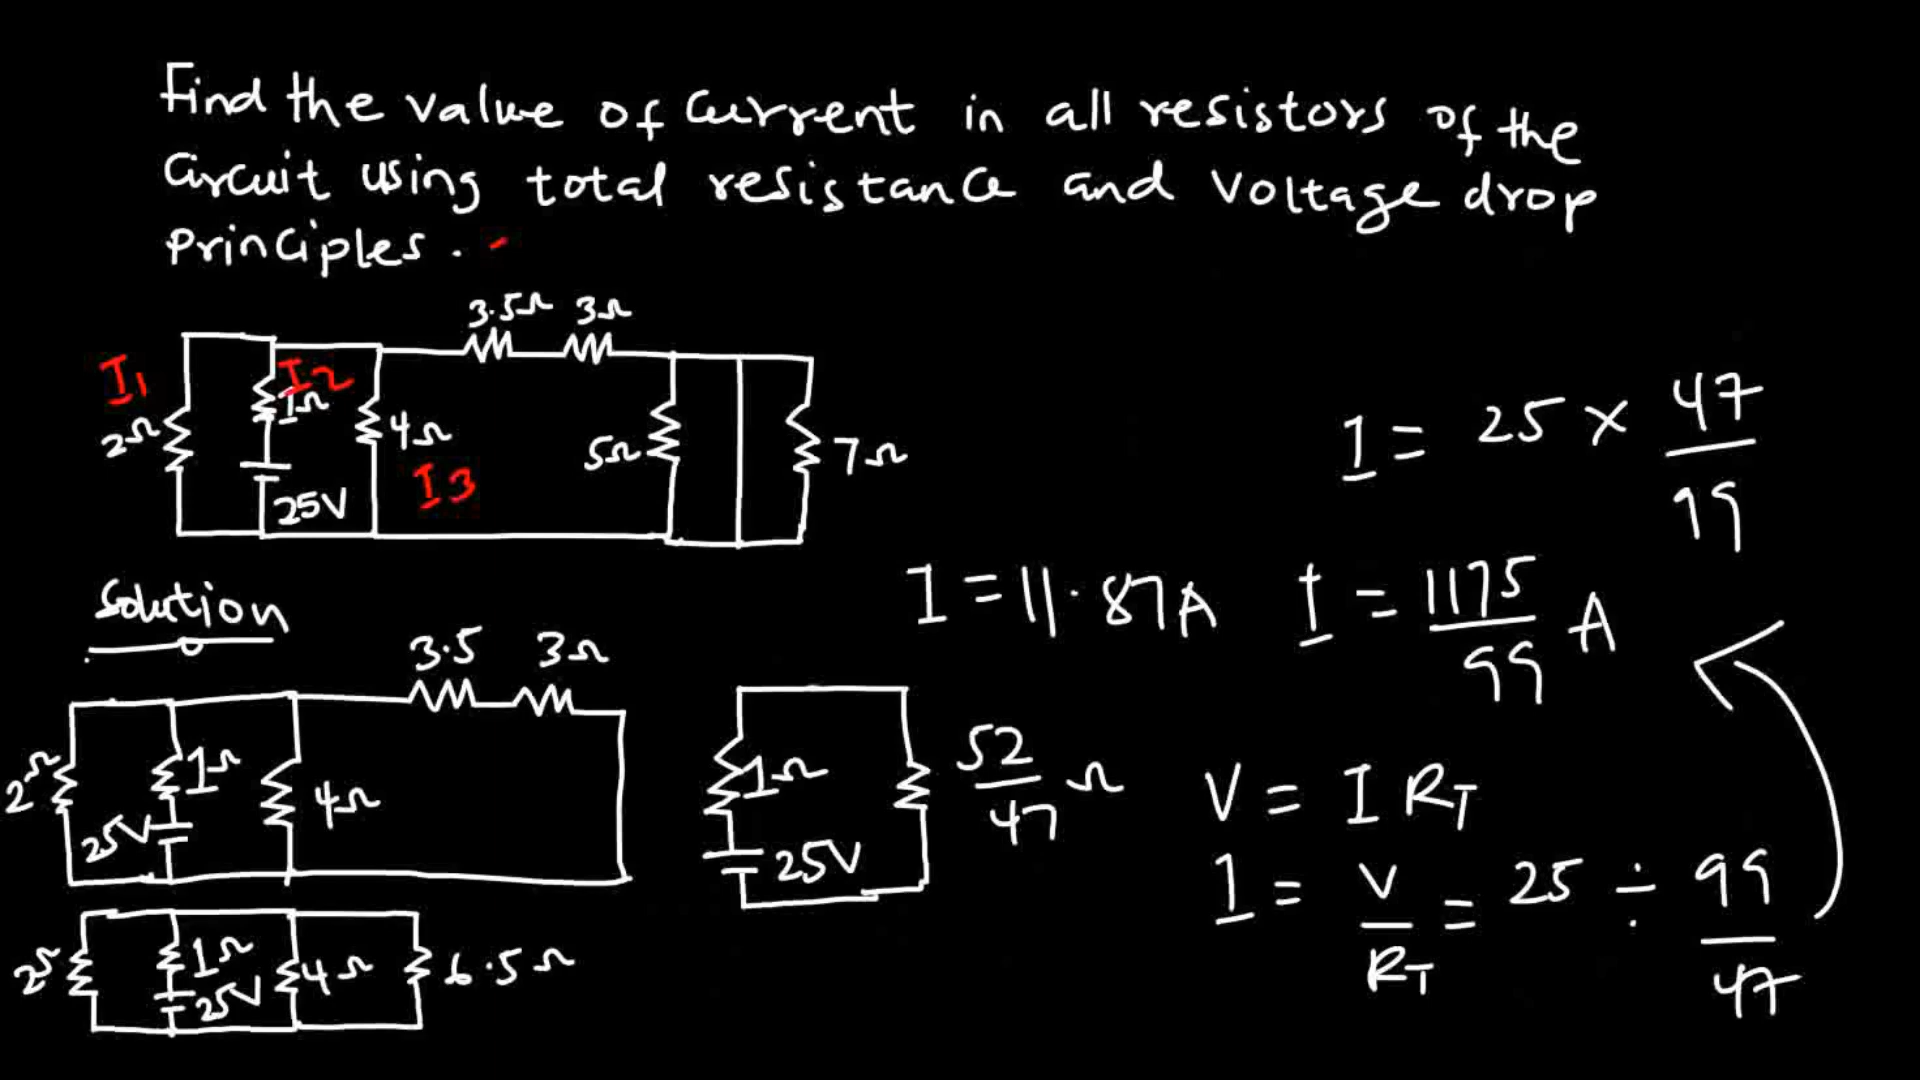 Find the value of current in all resistors of the
Circuit using total resistance and Voltage drop
principles.
3.5Ω 3Ω
I1 I2
2Ω 1Ω 4Ω 5Ω 7Ω
I3
25V
I = 25 × 47/99
Solution
I = 11.87A I = 1175/99 A
3.5 3Ω
2Ω 1Ω 4Ω
25V
1Ω 52/47 Ω
25V
V = I RT
I = V/RT = 25 ÷ 99/47
2Ω 1Ω 4Ω 6.5Ω
25V